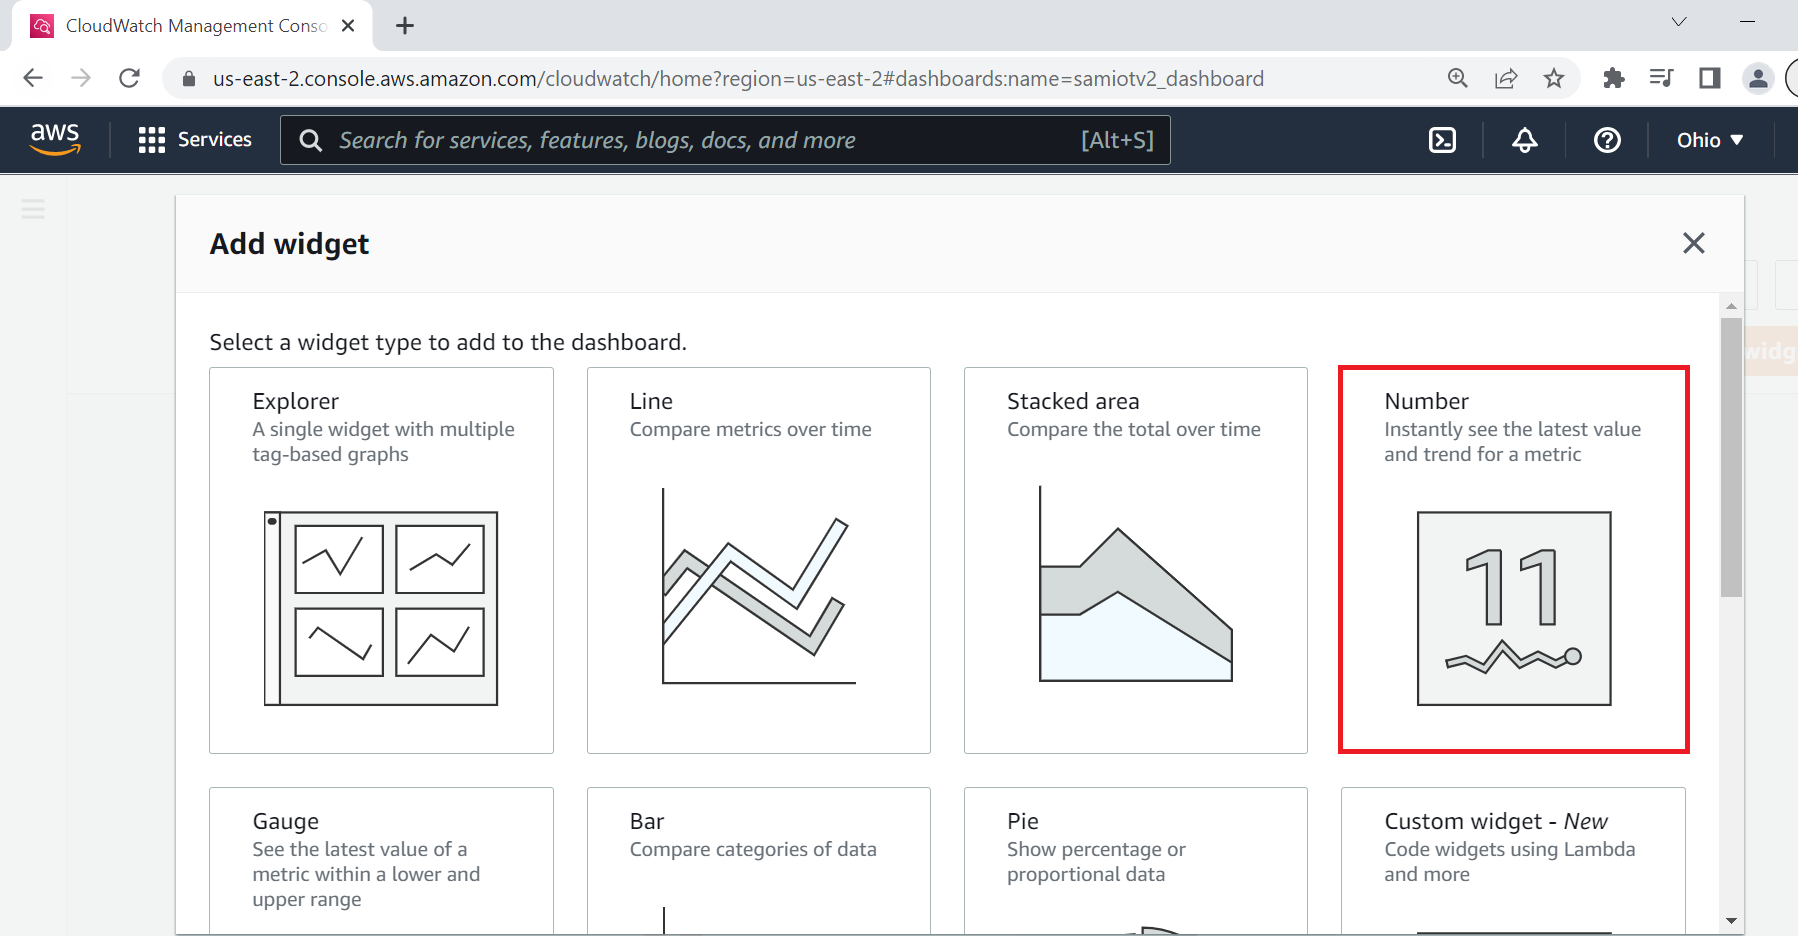 CloudWatch Management Conso
us-east-2.console.aws.amazon.com/cloudwatch/home?region=us-east-2#dashboards:name=samiotv2_dashboard
aws
Services
Search for services, features, blogs, docs, and more
[Alt+S]
Ohio
Add widget
Select a widget type to add to the dashboard.
widg
Explorer
A single widget with multiple
tag-based graphs
Line
Compare metrics over time
Stacked area
Compare the total over time
Number
Instantly see the latest value
and trend for a metric
11
Gauge
See the latest value of a
metric within a lower and
upper range
Bar
Compare categories of data
Pie
Show percentage or
proportional data
Custom widget - New
Code widgets using Lambda
and more